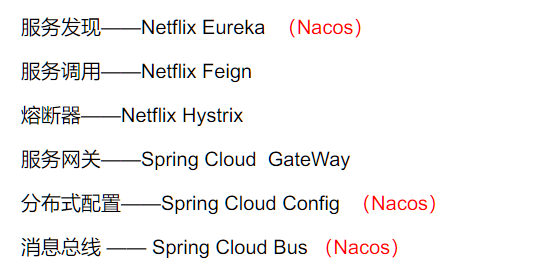 服务发现——Netflix Eureka （Nacos）
服务调用——Netflix Feign
熔断器——Netflix Hystrix
服务网关——Spring Cloud  GateWay
分布式配置——Spring Cloud Config （Nacos）
消息总线 —— Spring Cloud Bus （Nacos）